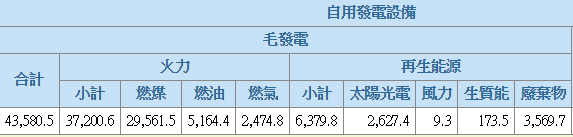 自用發電設備
毛發電
合計 火力 再生能源
小計 燃煤 燃油 燃氣 小計 太陽光電 風力 生質能 廢棄物
43,580.5 37,200.6 29,561.5 5,164.4 2,474.8 6,379.8 2,627.4 9.3 173.5 3,569.7